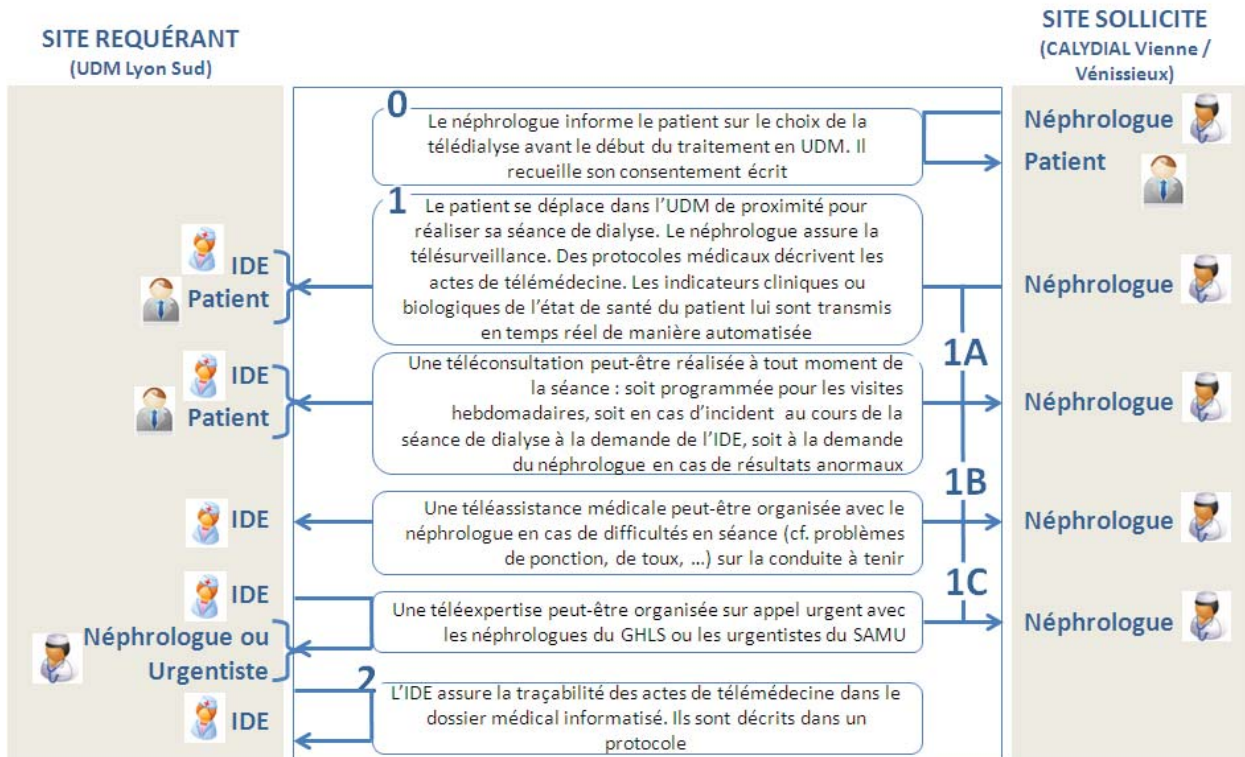 SITE REQUÉRANT
(UDM Lyon Sud)
SITE SOLLICITE
(CALYDIAL Vienne /
Vénissieux)
0
Le néphrologue informe le patient sur le choix de la
télédialyse avant le début du traitement en UDM. Il
recueille son consentement écrit
Néphrologue
Patient
1
Le patient se déplace dans l’UDM de proximité pour
réaliser sa séance de dialyse. Le néphrologue assure la
télésurveillance. Des protocoles médicaux décrivent les
actes de télémédecine. Les indicateurs cliniques ou
biologiques de l’état de santé du patient lui sont transmis
en temps réel de manière automatisée
IDE
Patient
Néphrologue
1A
Une téléconsultation peut-être réalisée à tout moment de
la séance : soit programmée pour les visites
hebdomadaires, soit en cas d’incident au cours de la
séance de dialyse à la demande de l’IDE, soit à la demande
du néphrologue en cas de résultats anormaux
IDE
Patient
Néphrologue
1B
Une téléassistance médicale peut-être organisée avec le
néphrologue en cas de difficultés en séance (cf. problèmes
de ponction, de toux, ...) sur la conduite à tenir
IDE
Néphrologue
1C
Une téléexpertise peut-être organisée sur appel urgent avec
les néphrologues du GHLS ou les urgentistes du SAMU
IDE
Néphrologue ou
Urgentiste
Néphrologue
2
L’IDE assure la traçabilité des actes de télémédecine dans le
dossier médical informatisé. Ils sont décrits dans un
protocole
IDE